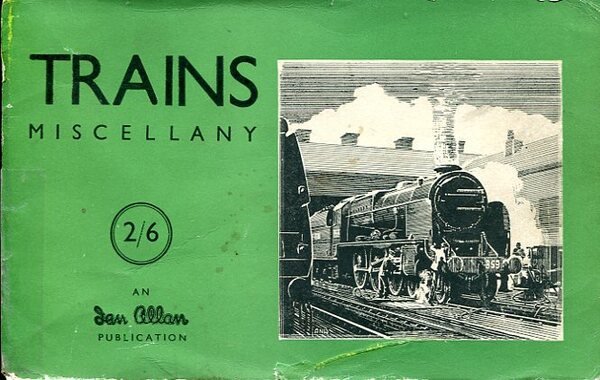 TRAINS
MISCELLANY
2/6
AN
Ian Allan
PUBLICATION